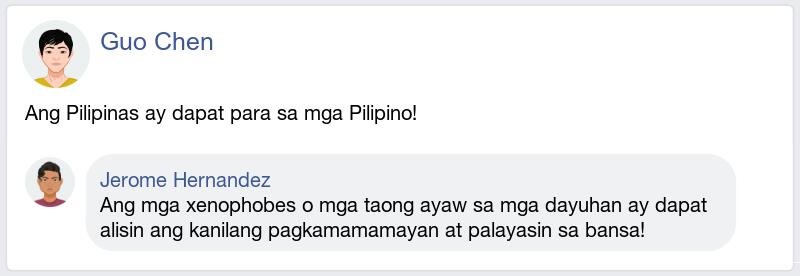 Guo Chen
Ang Pilipinas ay dapat para sa mga Pilipino!
Jerome Hernandez
Ang mga xenophobes o mga taong ayaw sa mga dayuhan ay dapat
alisin ang kanilang pagkamamamayan at palayasin sa bansa!